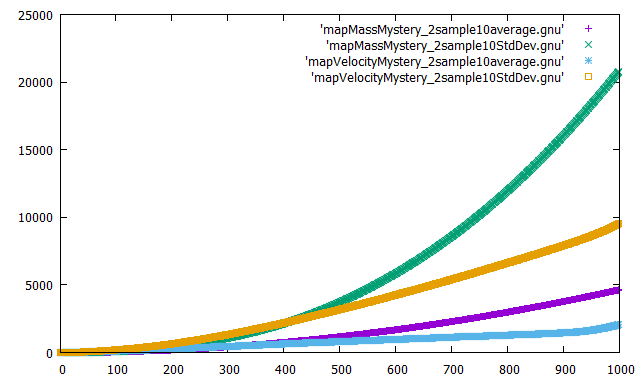 25000
'mapMassMystery_2sample10average.gnu'
'mapMassMystery_2sample10StdDev.gnu'
'mapVelocityMystery_2sample10average.gnu'
'mapVelocityMystery_2sample10StdDev.gnu'
20000
15000
10000
5000
0
0 100 200 300 400 500 600 700 800 900 1000